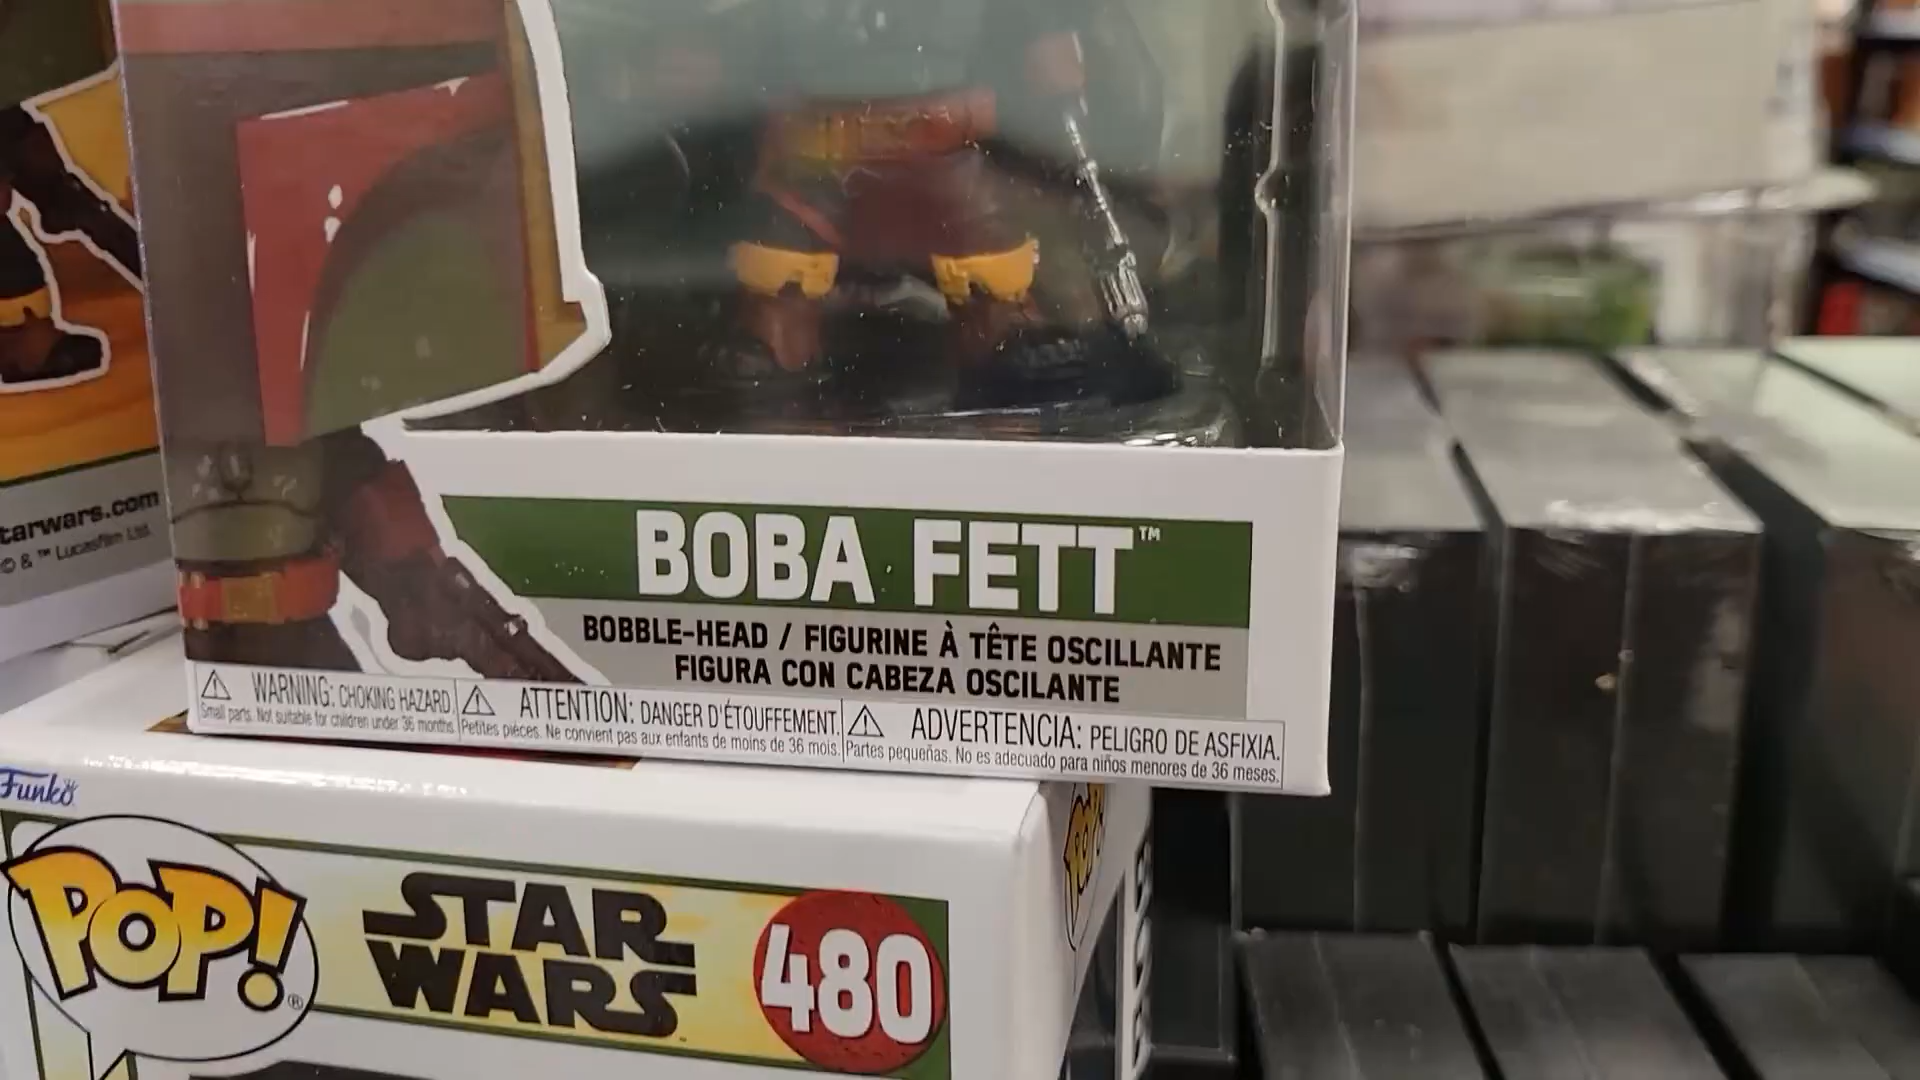 tarwars.com
© & ™ Lucasfilm Ltd.
BOBA FETT™
BOBBLE-HEAD / FIGURINE À TÊTE OSCILLANTE
FIGURA CON CABEZA OSCILANTE
WARNING: CHOKING HAZARD.
Small parts. Not suitable for children under 36 months.
ATTENTION: DANGER D'ÉTOUFFEMENT.
Petites pièces. Ne convient pas aux enfants de moins de 36 mois.
ADVERTENCIA: PELIGRO DE ASFIXIA.
Partes pequeñas. No es adecuado para niños menores de 36 meses.
Funko
POP!®
STAR
WARS
480
POP!